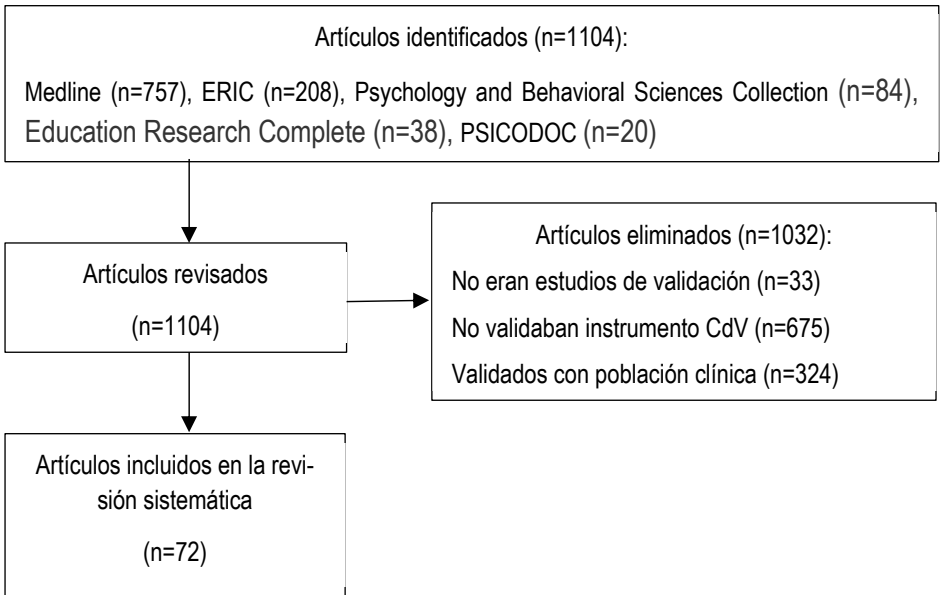 Artículos identificados (n=1104):
Medline (n=757), ERIC (n=208), Psychology and Behavioral Sciences Collection (n=84),
Education Research Complete (n=38), PSICODOC (n=20)
Artículos revisados
(n=1104)
Artículos eliminados (n=1032):
No eran estudios de validación (n=33)
No validaban instrumento CdV (n=675)
Validados con población clínica (n=324)
Artículos incluidos en la revi-
sión sistemática
(n=72)